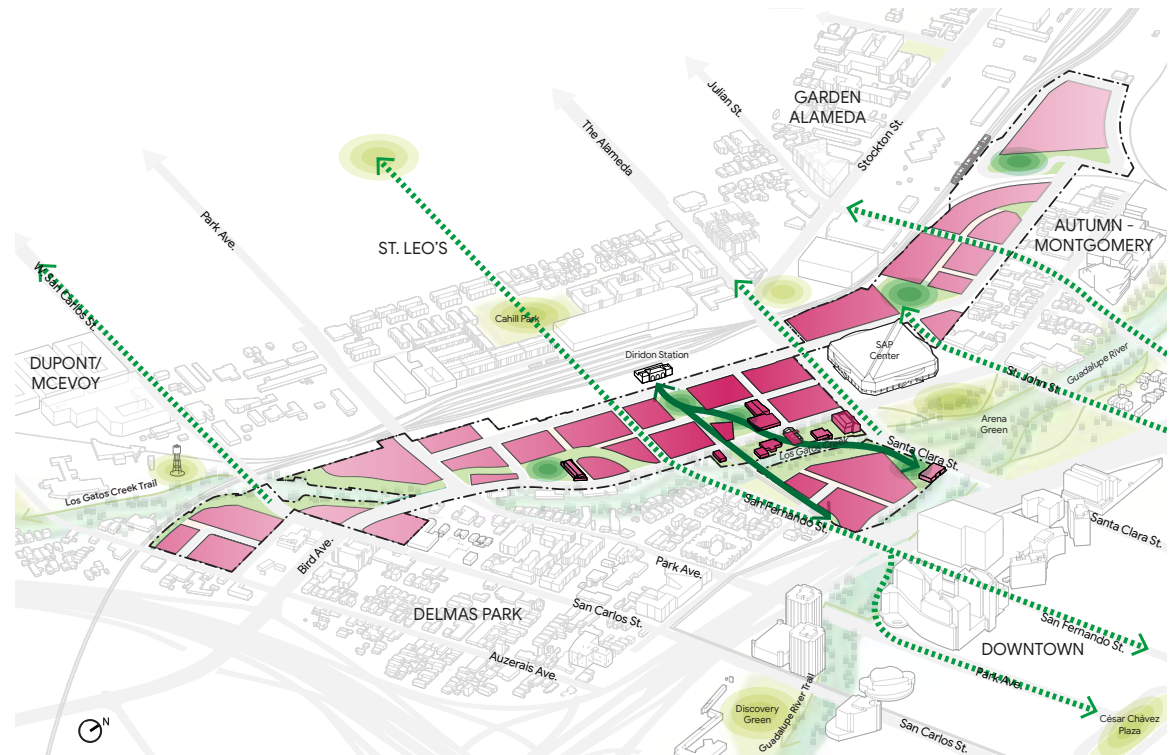 Julian St.
GARDEN
ALAMEDA
The Alameda
Stockton St.
Park Ave.
ST. LEO'S
AUTUMN -
MONTGOMERY
W. San Carlos St.
Cahill Park
Diridon Station
SAP
Center
Guadalupe River
DUPONT/
MCEVOY
St. John St.
Arena
Green
Los Gatos Creek
Santa Clara St.
Los Gatos Creek Trail
San Fernando St.
Santa Clara St.
Bird Ave.
Park Ave.
DELMAS PARK
San Carlos St.
San Fernando St.
DOWNTOWN
Auzerais Ave.
Park Ave.
Discovery
Green
Guadalupe River Trail
San Carlos St.
César Chávez
Plaza
N